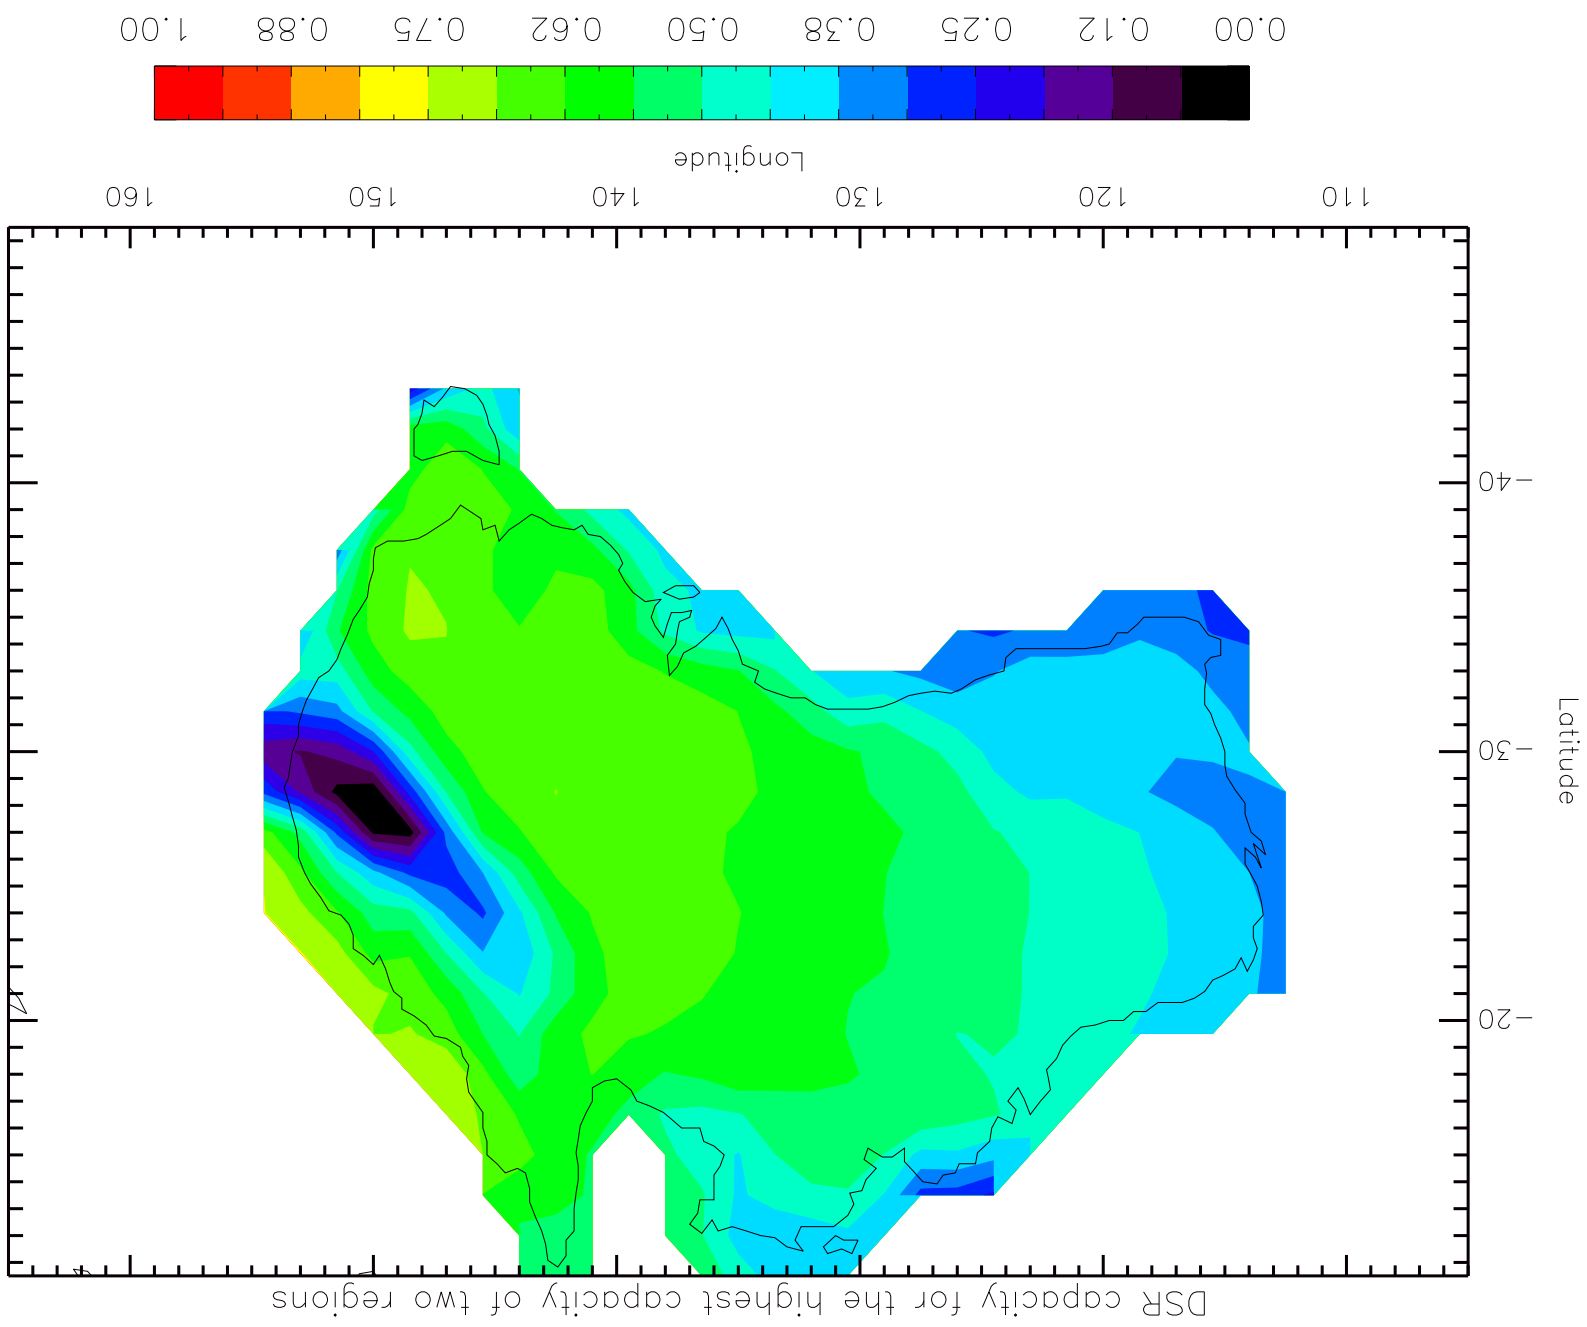 DSR capacity for the highest capacity of two regions
Latitude
-20
-30
-40
110 120 130 140 150 160
Longitude
0.00 0.12 0.25 0.38 0.50 0.62 0.75 0.88 1.00